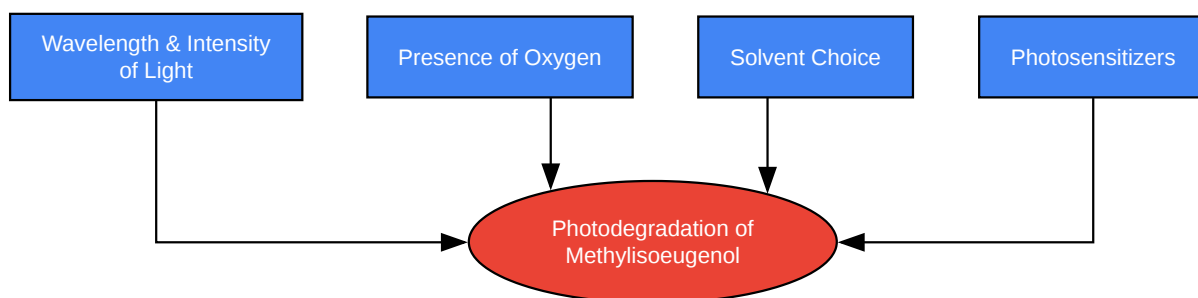 Wavelength & Intensity
of Light
Presence of Oxygen
Solvent Choice
Photosensitizers
Photodegradation of
Methylisoeugenol